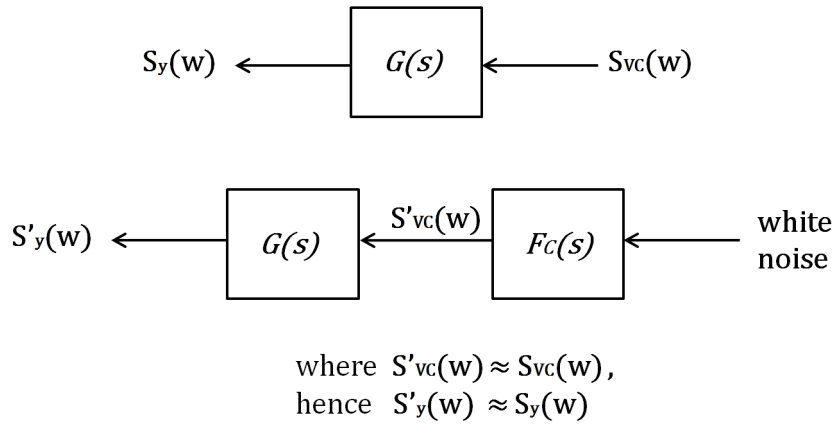 Sy(w) G(s) SVC(w)
S'y(w) G(s) S'VC(w) FC(s) white
noise
where S'VC(w) ≈ SVC(w),
hence S'y(w) ≈ Sy(w)